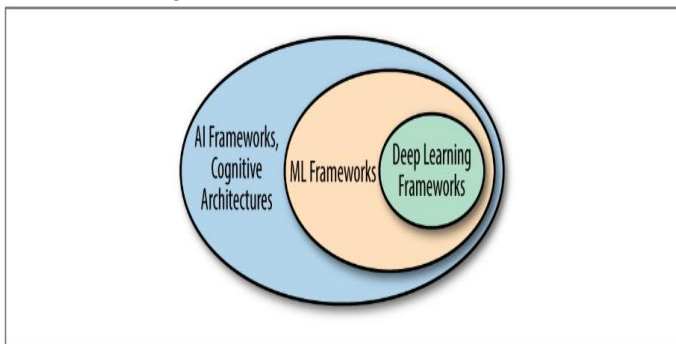 AI Frameworks,
Cognitive
Architectures
ML Frameworks
Deep Learning
Frameworks